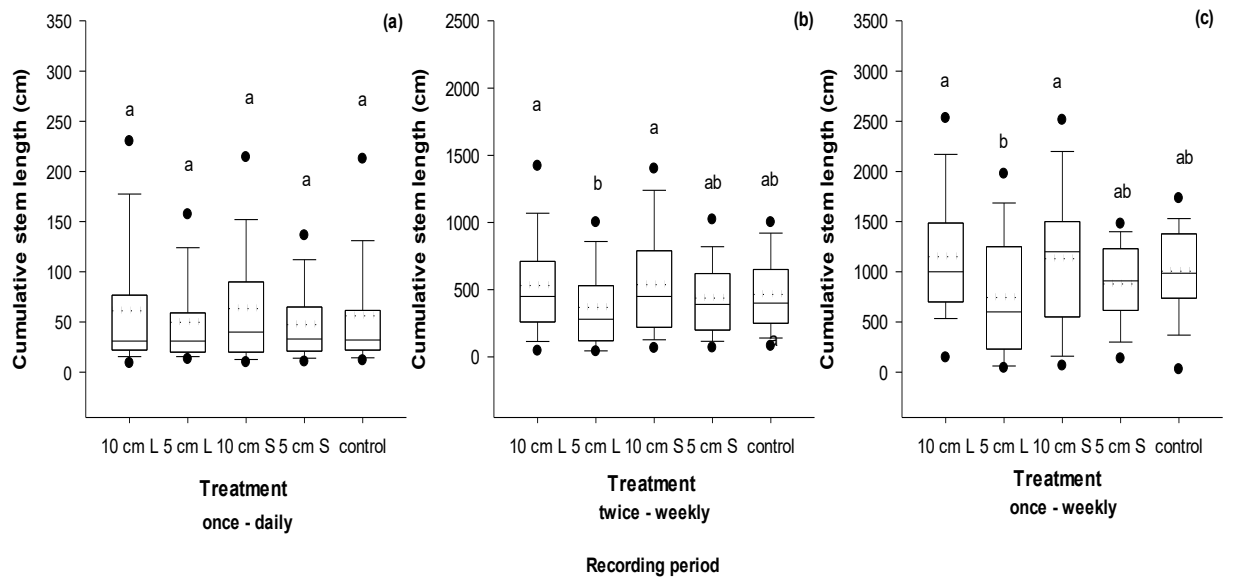 (a)
Cumulative stem length (cm)
350
300
250
200
150
100
50
0
a
a
a
a
a
10 cm L 5 cm L 10 cm S 5 cm S control
Treatment
once - daily
(b)
Cumulative stem length (cm)
2500
2000
1500
1000
500
0
a
b
a
ab
ab
a
10 cm L 5 cm L 10 cm S 5 cm S control
Treatment
twice - weekly
(c)
Cumulative stem length (cm)
3500
3000
2500
2000
1500
1000
500
0
a
b
a
ab
ab
10 cm L 5 cm L 10 cm S 5 cm S control
Treatment
once - weekly
Recording period